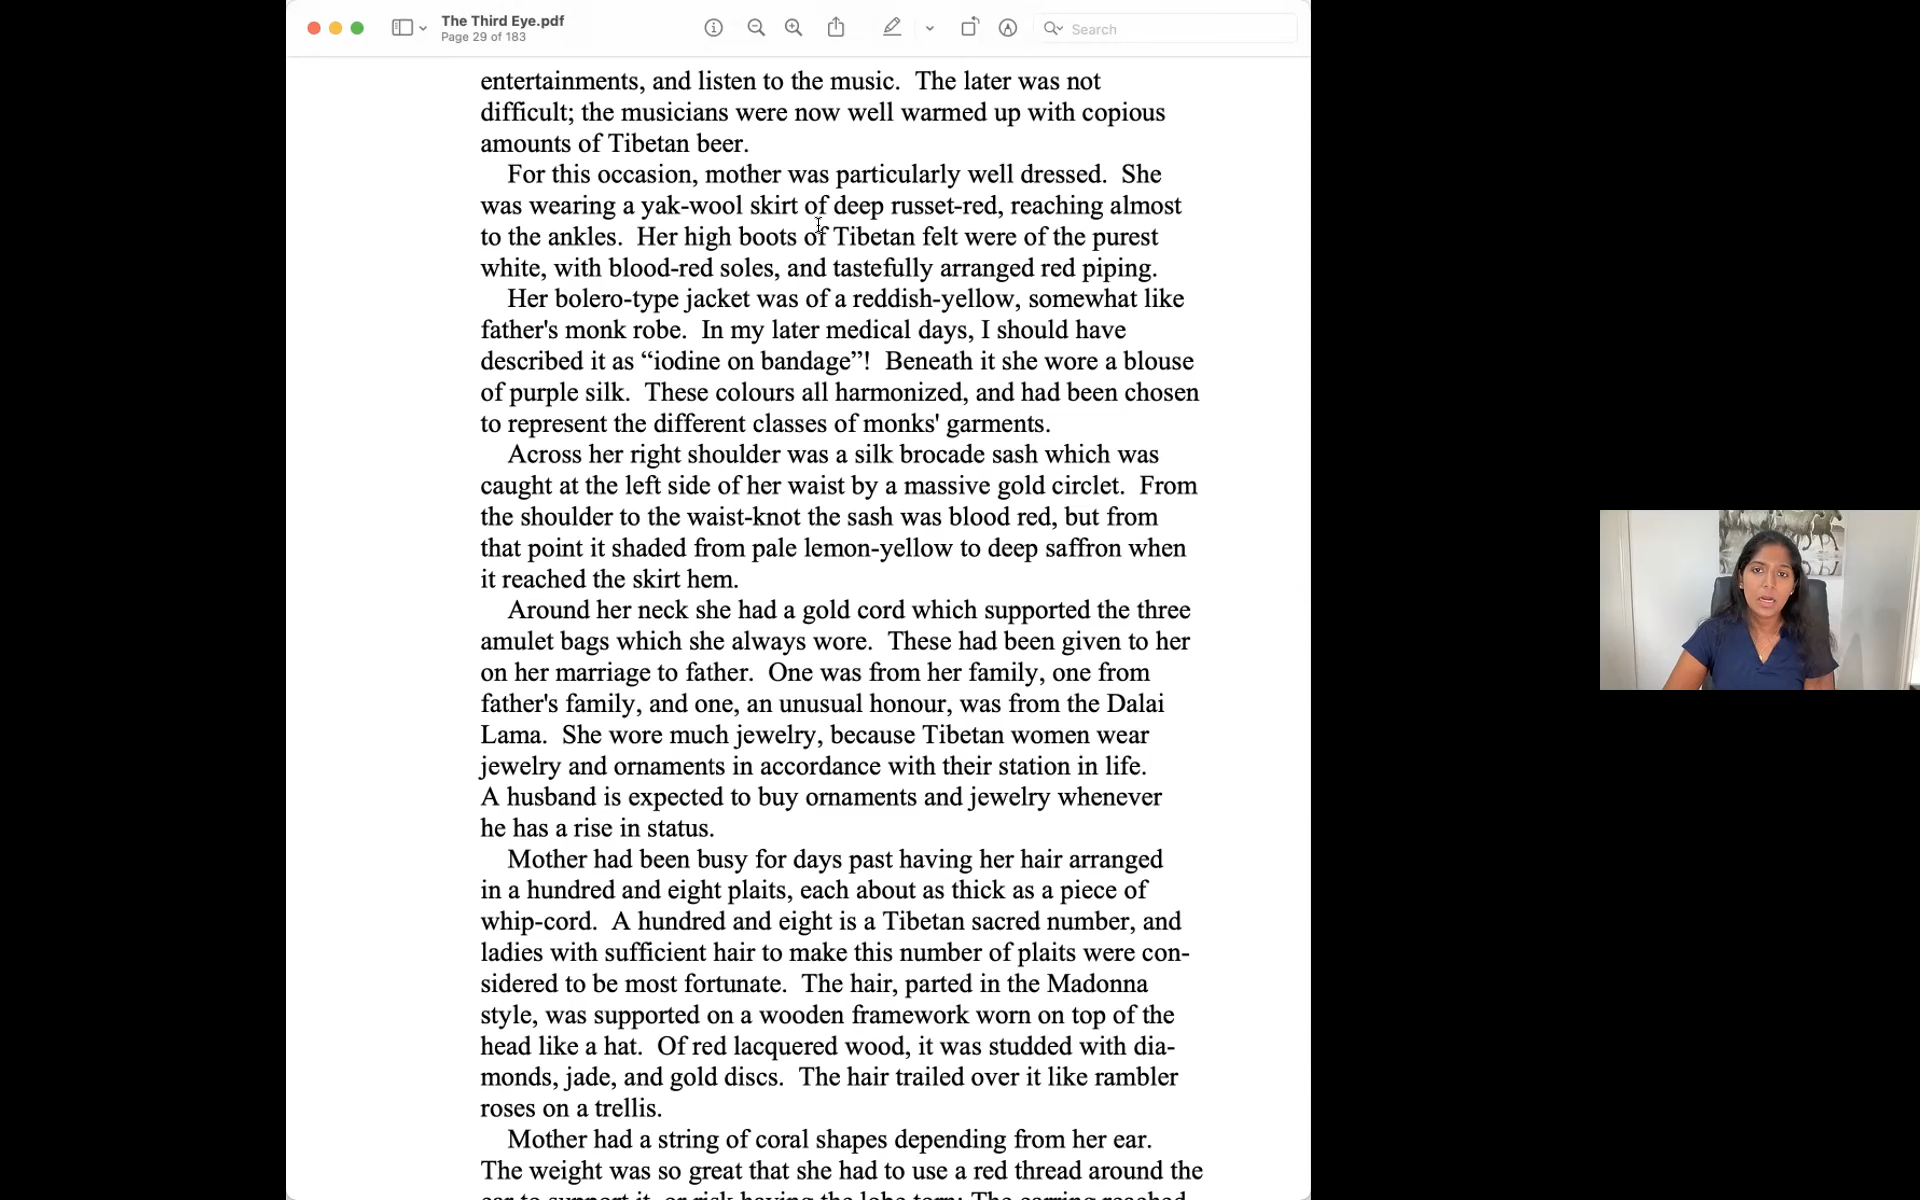 The Third Eye.pdf
Page 29 of 183
Search
entertainments, and listen to the music. The later was not
difficult; the musicians were now well warmed up with copious
amounts of Tibetan beer.
For this occasion, mother was particularly well dressed. She
was wearing a yak-wool skirt of deep russet-red, reaching almost
to the ankles. Her high boots of Tibetan felt were of the purest
white, with blood-red soles, and tastefully arranged red piping.
Her bolero-type jacket was of a reddish-yellow, somewhat like
father's monk robe. In my later medical days, I should have
described it as “iodine on bandage”! Beneath it she wore a blouse
of purple silk. These colours all harmonized, and had been chosen
to represent the different classes of monks' garments.
Across her right shoulder was a silk brocade sash which was
caught at the left side of her waist by a massive gold circlet. From
the shoulder to the waist-knot the sash was blood red, but from
that point it shaded from pale lemon-yellow to deep saffron when
it reached the skirt hem.
Around her neck she had a gold cord which supported the three
amulet bags which she always wore. These had been given to her
on her marriage to father. One was from her family, one from
father's family, and one, an unusual honour, was from the Dalai
Lama. She wore much jewelry, because Tibetan women wear
jewelry and ornaments in accordance with their station in life.
A husband is expected to buy ornaments and jewelry whenever
he has a rise in status.
Mother had been busy for days past having her hair arranged
in a hundred and eight plaits, each about as thick as a piece of
whip-cord. A hundred and eight is a Tibetan sacred number, and
ladies with sufficient hair to make this number of plaits were con-
sidered to be most fortunate. The hair, parted in the Madonna
style, was supported on a wooden framework worn on top of the
head like a hat. Of red lacquered wood, it was studded with dia-
monds, jade, and gold discs. The hair trailed over it like rambler
roses on a trellis.
Mother had a string of coral shapes depending from her ear.
The weight was so great that she had to use a red thread around the
ear to support it, or risk having the lobe torn; The earring reached